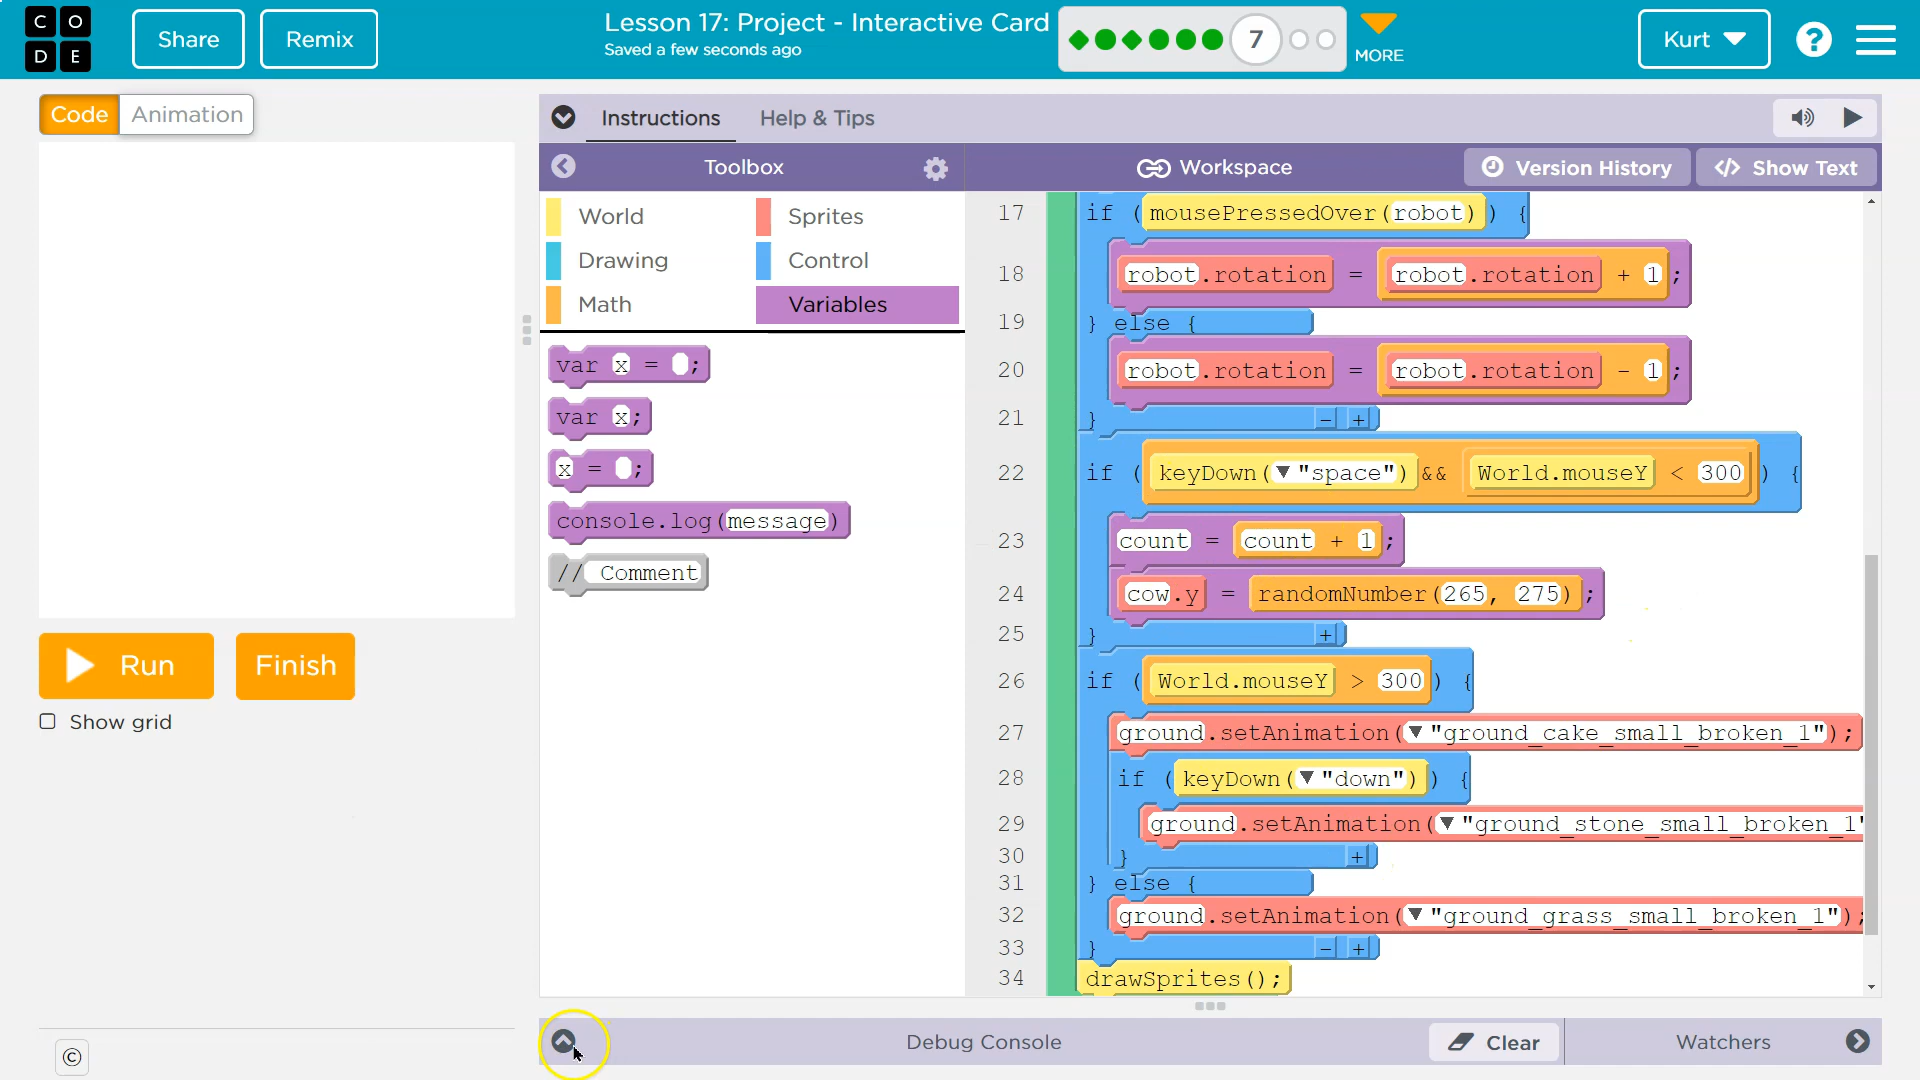 C O
D E
Share
Remix
Lesson 17: Project - Interactive Card
Saved a few seconds ago
7
MORE
Kurt
?
Code
Animation
Instructions
Help & Tips
Toolbox
Workspace
Version History
</> Show Text
World
Sprites
Drawing
Control
Math
Variables
var x = ;
var x;
x = ;
console.log(message)
// Comment
17 if (mousePressedOver(robot)) {
18 robot.rotation = robot.rotation + 1;
19 } else {
20 robot.rotation = robot.rotation - 1;
21 } - +
22 if (keyDown(▼"space")&& World.mouseY < 300) {
23 count = count + 1;
24 cow.y = randomNumber(265, 275);
25 } +
26 if (World.mouseY > 300) {
27 ground.setAnimation(▼"ground_cake_small_broken_1");
28 if (keyDown(▼"down")) {
29 ground.setAnimation(▼"ground_stone_small_broken_1"
30 } +
31 } else {
32 ground.setAnimation(▼"ground_grass_small_broken_1");
33 } - +
34 drawSprites();
Run
Finish
Show grid
©
Debug Console
Clear
Watchers